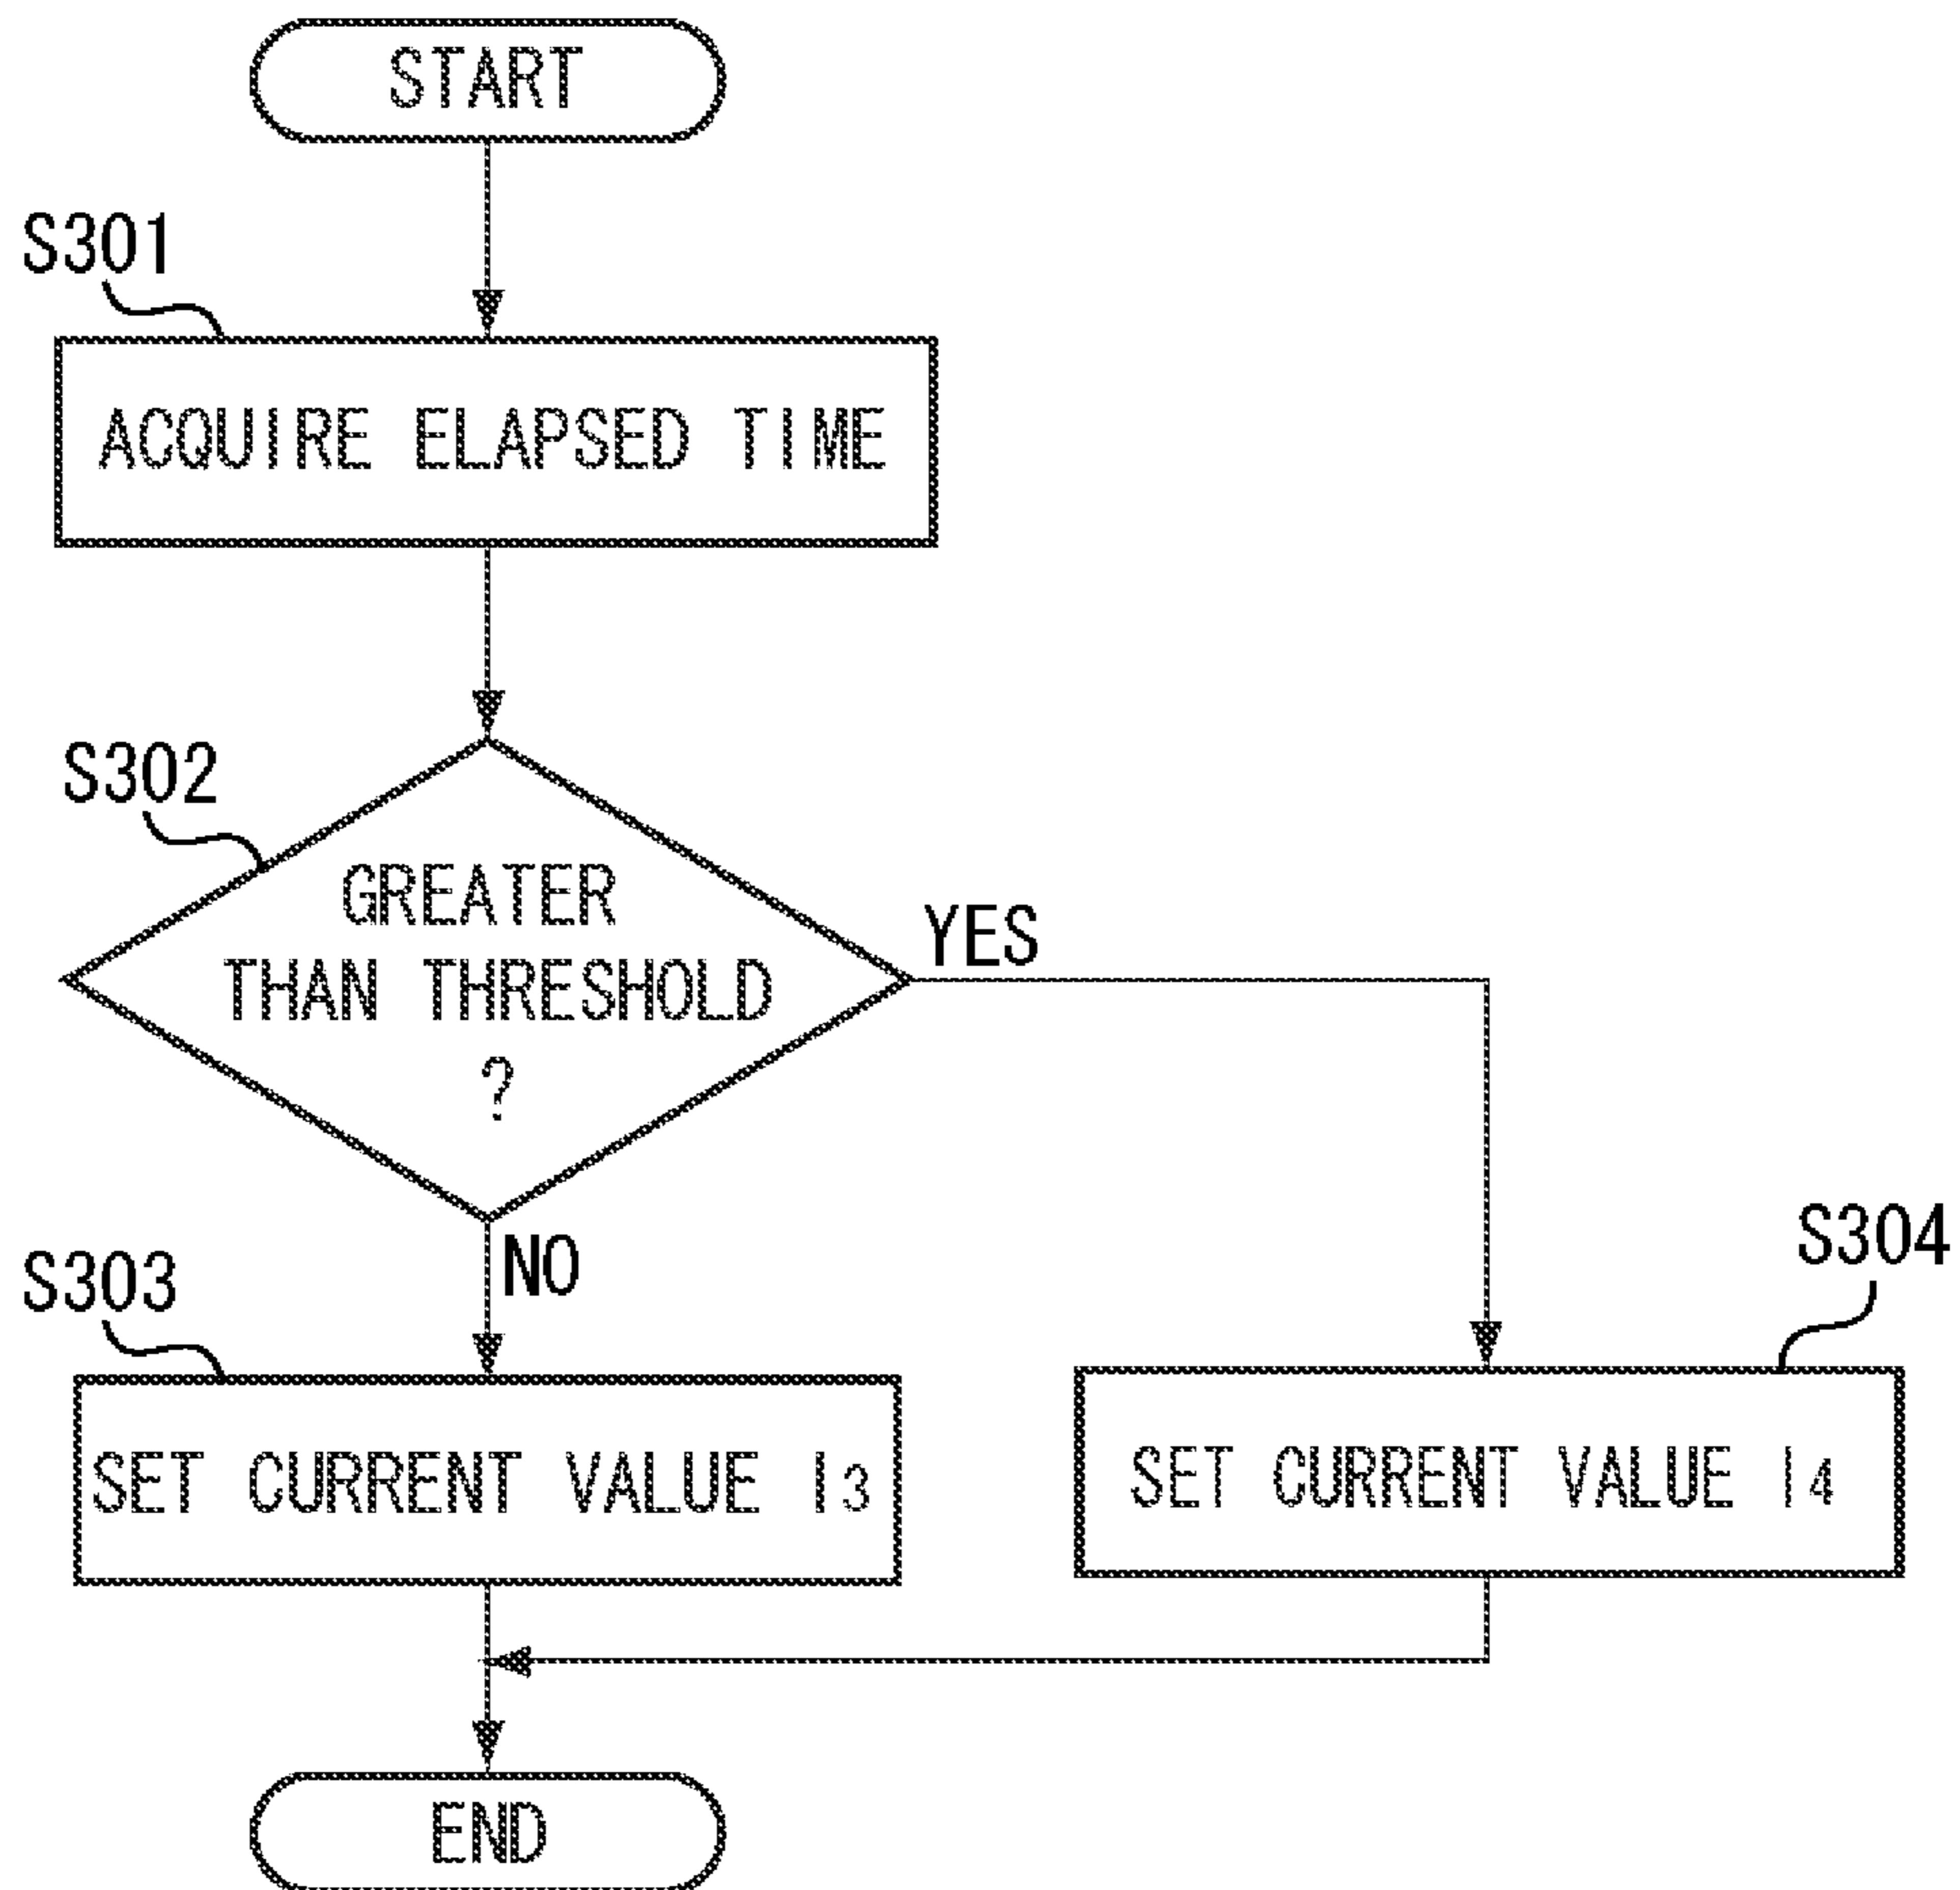 START
S301
ACQUIRE ELAPSED TIME
S302
GREATER
THAN THRESHOLD
?
YES
NO
S303
SET CURRENT VALUE I3
S304
SET CURRENT VALUE I4
END